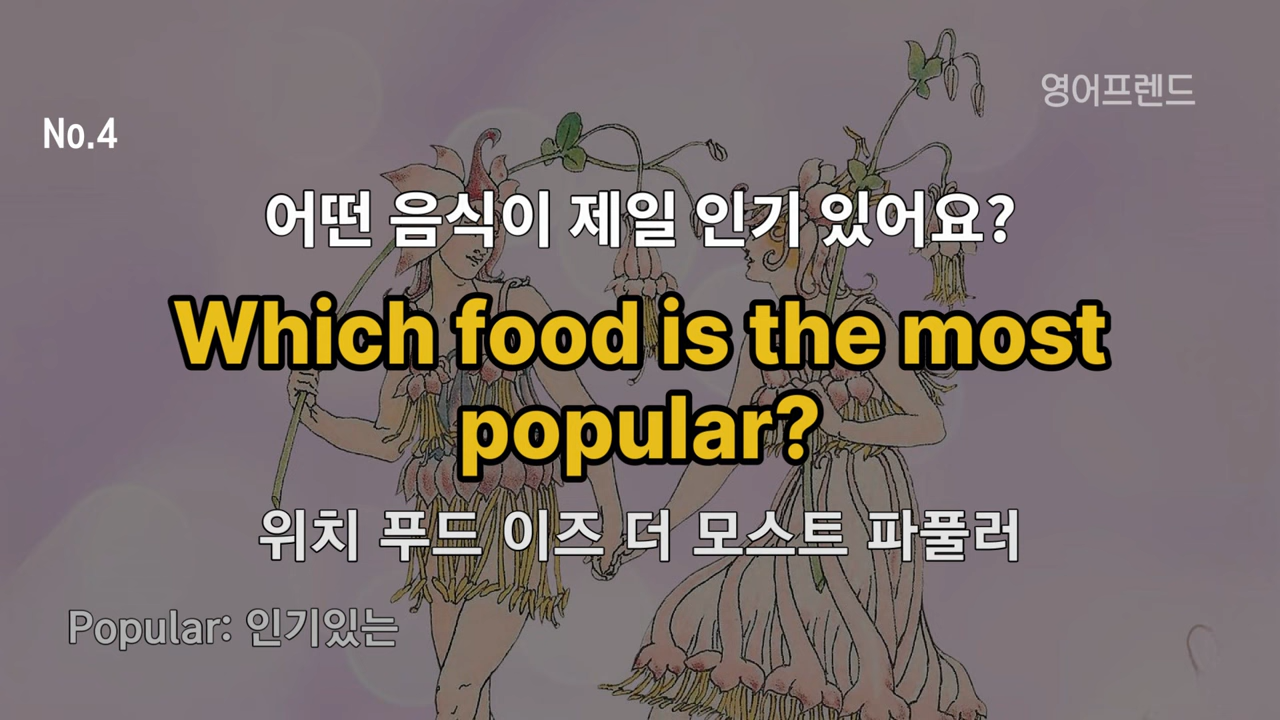 영어프렌드
No.4
어떤 음식이 제일 인기 있어요?
Which food is the most
popular?
위치 푸드 이즈 더 모스트 파풀러
Popular: 인기있는